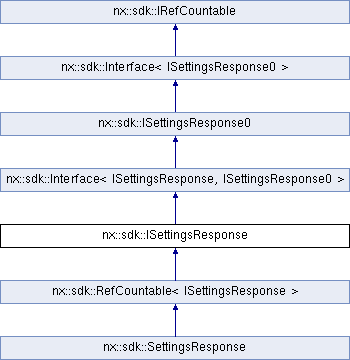 nx::sdk::IRefCountable
nx::sdk::Interface< ISettingsResponse0 >
nx::sdk::ISettingsResponse0
nx::sdk::Interface< ISettingsResponse, ISettingsResponse0 >
nx::sdk::ISettingsResponse
nx::sdk::RefCountable< ISettingsResponse >
nx::sdk::SettingsResponse